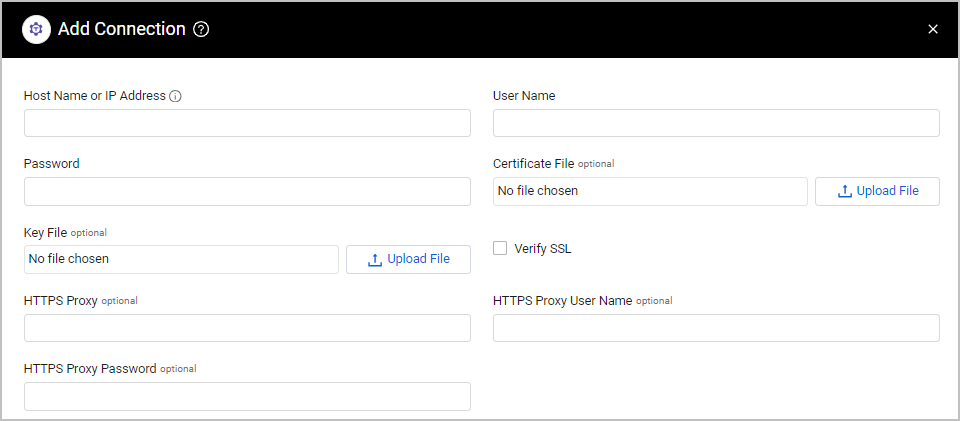 Add Connection
Host Name or IP Address
User Name
Password
Certificate File optional
No file chosen
Upload File
Key File optional
No file chosen
Upload File
Verify SSL
HTTPS Proxy optional
HTTPS Proxy User Name optional
HTTPS Proxy Password optional